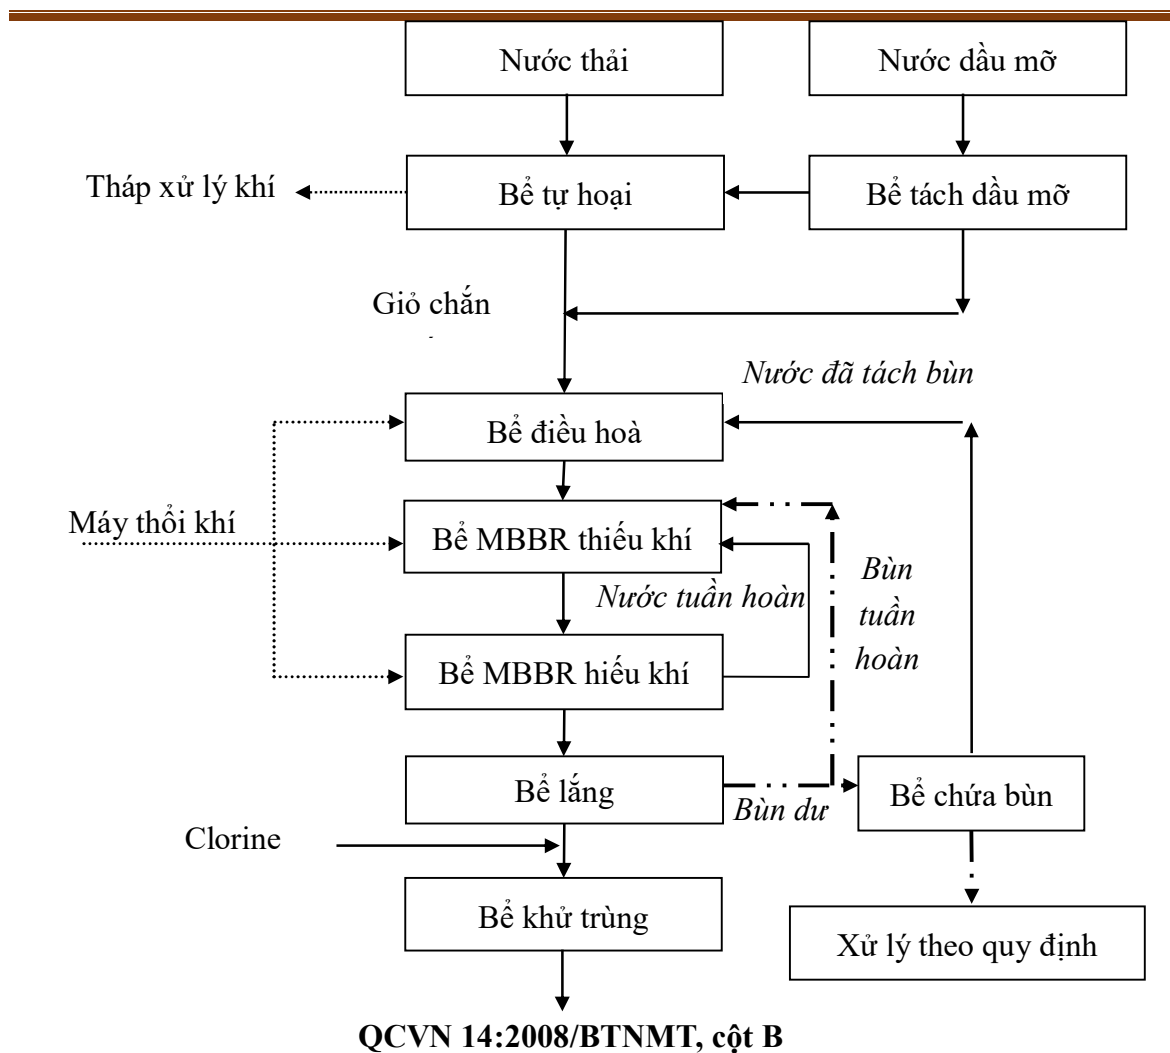 Nước thải
Nước dầu mỡ
Tháp xử lý khí
Bể tự hoại
Bể tách dầu mỡ
Giỏ chắn
Nước đã tách bùn
Bể điều hoà
Máy thổi khí
Bể MBBR thiếu khí
Bùn
tuần
hoàn
Nước tuần hoàn
Bể MBBR hiếu khí
Bể lắng
Bùn dư
Bể chứa bùn
Clorine
Bể khử trùng
Xử lý theo quy định
QCVN 14:2008/BTNMT, cột B